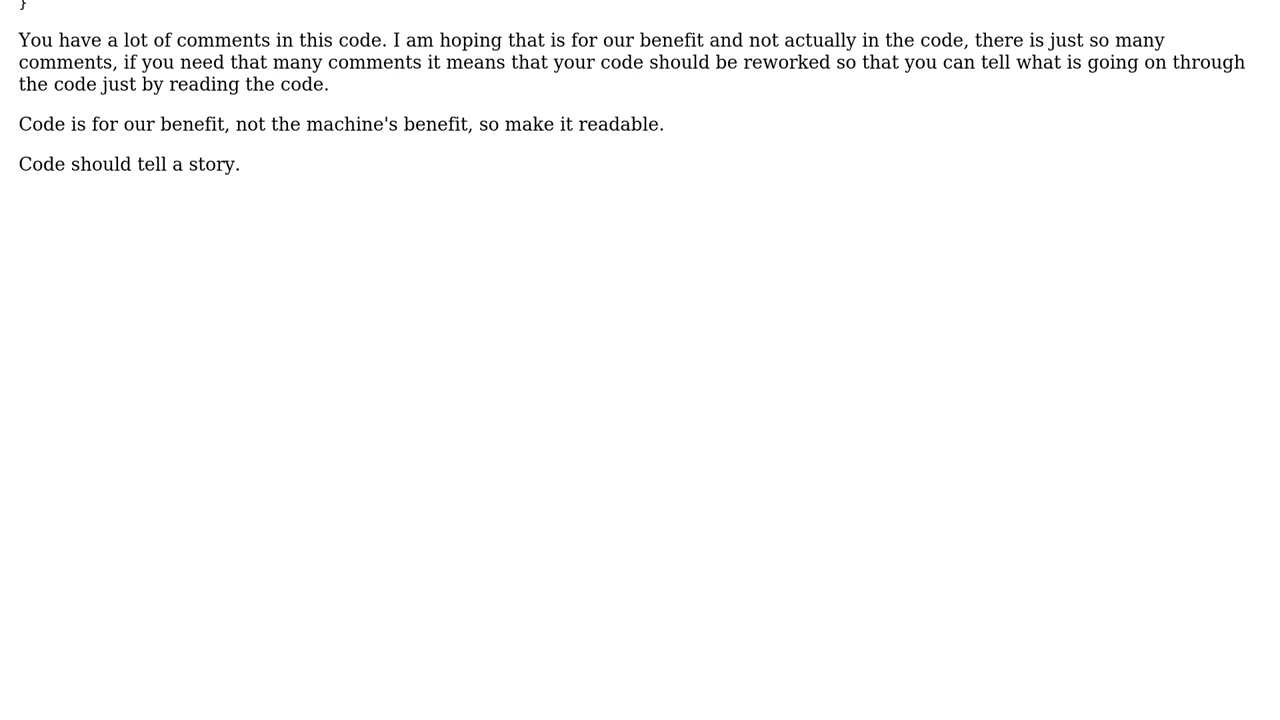 }
You have a lot of comments in this code. I am hoping that is for our benefit and not actually in the code, there is just so many
comments, if you need that many comments it means that your code should be reworked so that you can tell what is going on through
the code just by reading the code.
Code is for our benefit, not the machine's benefit, so make it readable.
Code should tell a story.